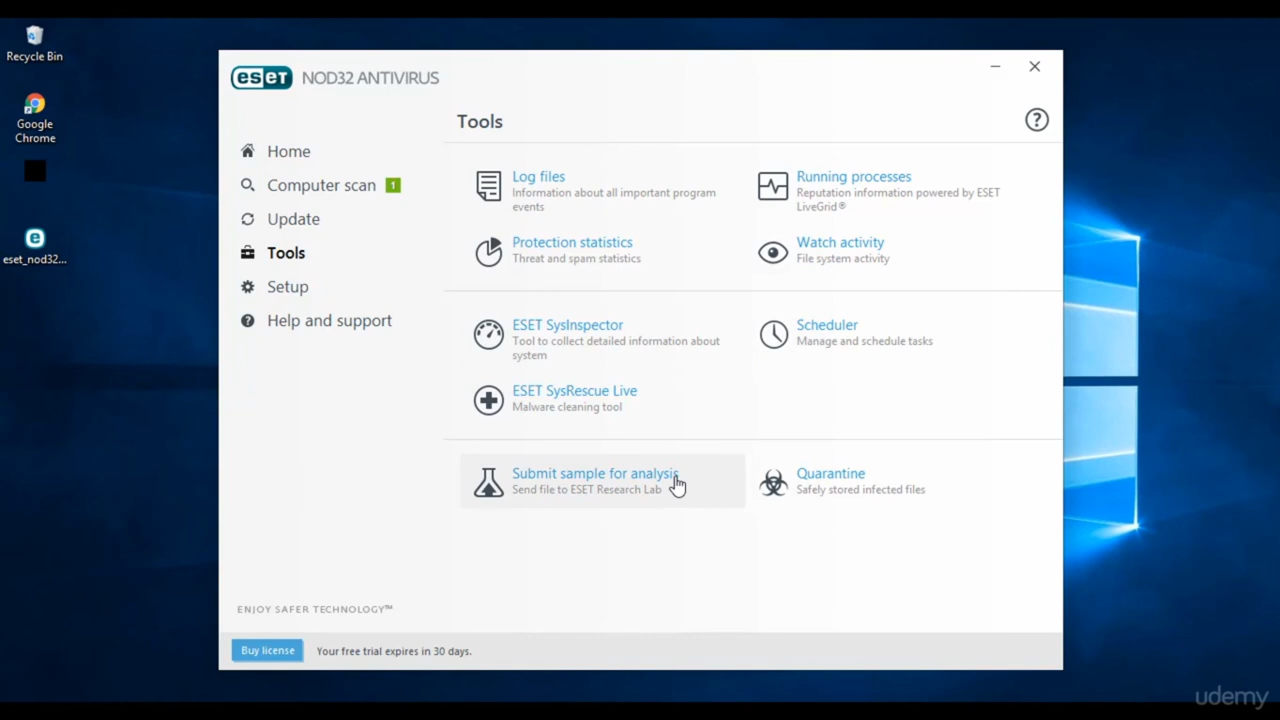 Recycle Bin
Google
Chrome
eset_nod32...
eset NOD32 ANTIVIRUS
Home
Computer scan 1
Update
Tools
Setup
Help and support
ENJOY SAFER TECHNOLOGY™
Tools
?
Log files
Information about all important program
events
Running processes
Reputation information powered by ESET
LiveGrid®
Protection statistics
Threat and spam statistics
Watch activity
File system activity
ESET SysInspector
Tool to collect detailed information about
system
Scheduler
Manage and schedule tasks
ESET SysRescue Live
Malware cleaning tool
Submit sample for analysis
Send file to ESET Research Lab
Quarantine
Safely stored infected files
Buy license
Your free trial expires in 30 days.
udemy